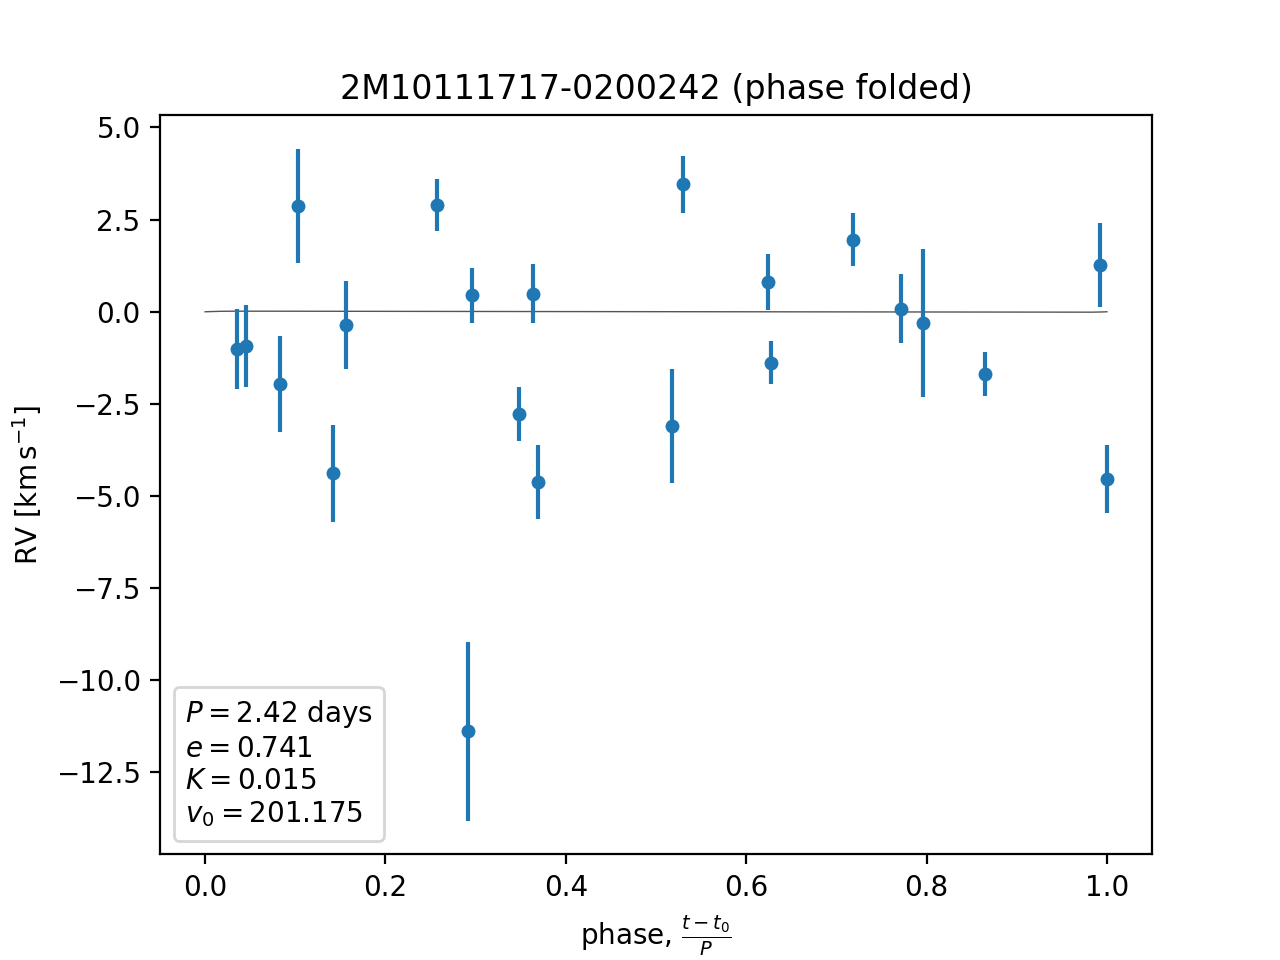 2M10111717-0200242 (phase folded)
RV [km s⁻¹]
5.0
2.5
0.0
−2.5
−5.0
−7.5
−10.0
−12.5
P = 2.42 days
e = 0.741
K = 0.015
v₀ = 201.175
0.0 0.2 0.4 0.6 0.8 1.0
phase, (t − t₀)/P